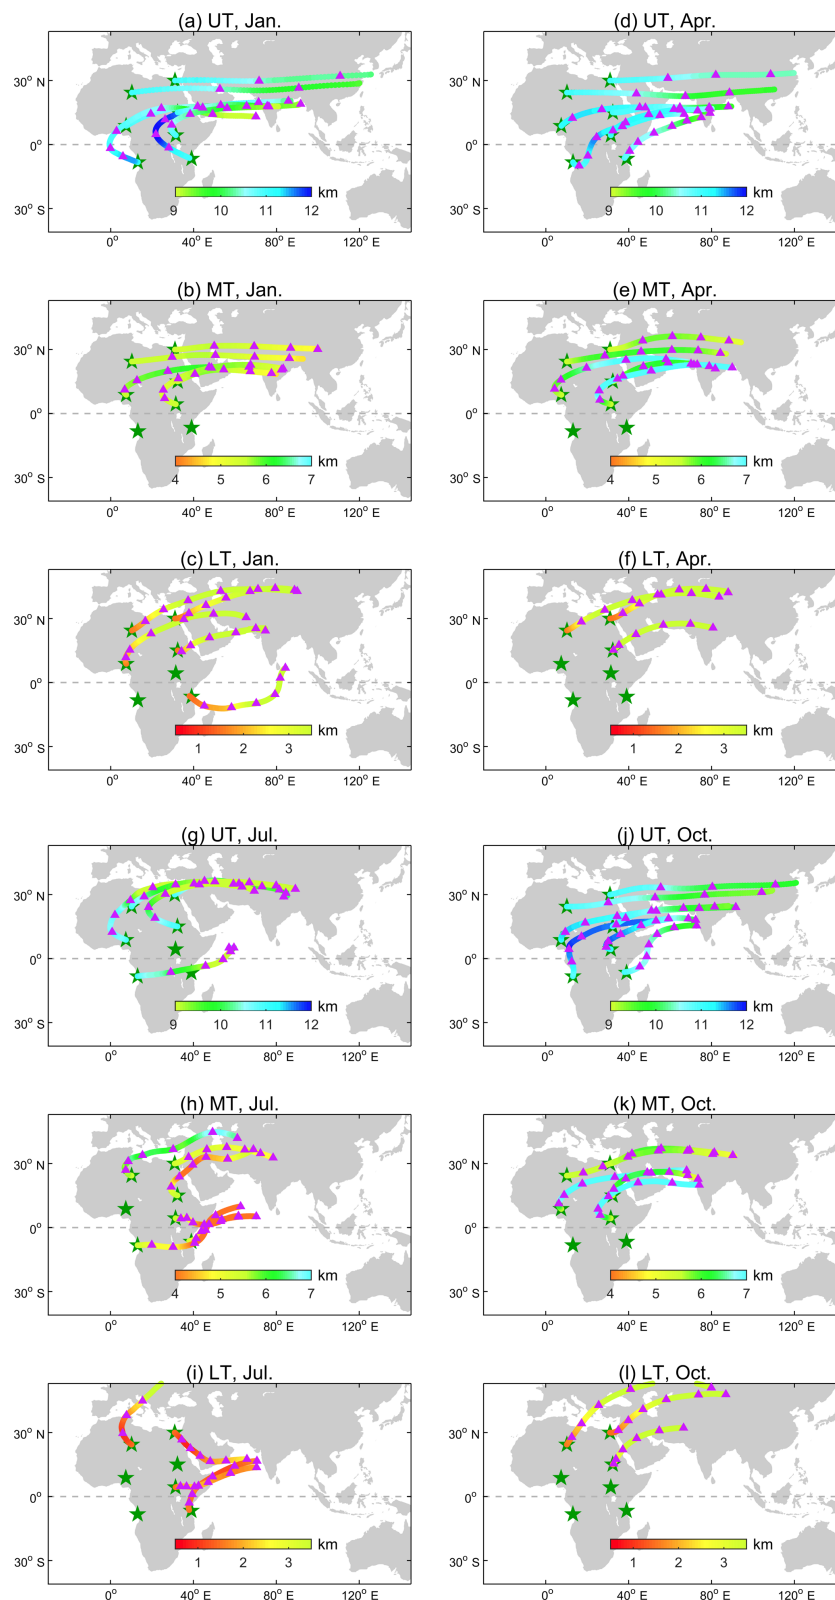 (a) UT, Jan.
30° N
0°
30° S
km
9 10 11 12
0° 40° E 80° E 120° E
(d) UT, Apr.
30° N
0°
30° S
km
9 10 11 12
0° 40° E 80° E 120° E
(b) MT, Jan.
30° N
0°
30° S
km
4 5 6 7
0° 40° E 80° E 120° E
(e) MT, Apr.
30° N
0°
30° S
km
4 5 6 7
0° 40° E 80° E 120° E
(c) LT, Jan.
30° N
0°
30° S
km
1 2 3
0° 40° E 80° E 120° E
(f) LT, Apr.
30° N
0°
30° S
km
1 2 3
0° 40° E 80° E 120° E
(g) UT, Jul.
30° N
0°
30° S
km
9 10 11 12
0° 40° E 80° E 120° E
(j) UT, Oct.
30° N
0°
30° S
km
9 10 11 12
0° 40° E 80° E 120° E
(h) MT, Jul.
30° N
0°
30° S
km
4 5 6 7
0° 40° E 80° E 120° E
(k) MT, Oct.
30° N
0°
30° S
km
4 5 6 7
0° 40° E 80° E 120° E
(i) LT, Jul.
30° N
0°
30° S
km
1 2 3
0° 40° E 80° E 120° E
(l) LT, Oct.
30° N
0°
30° S
km
1 2 3
0° 40° E 80° E 120° E